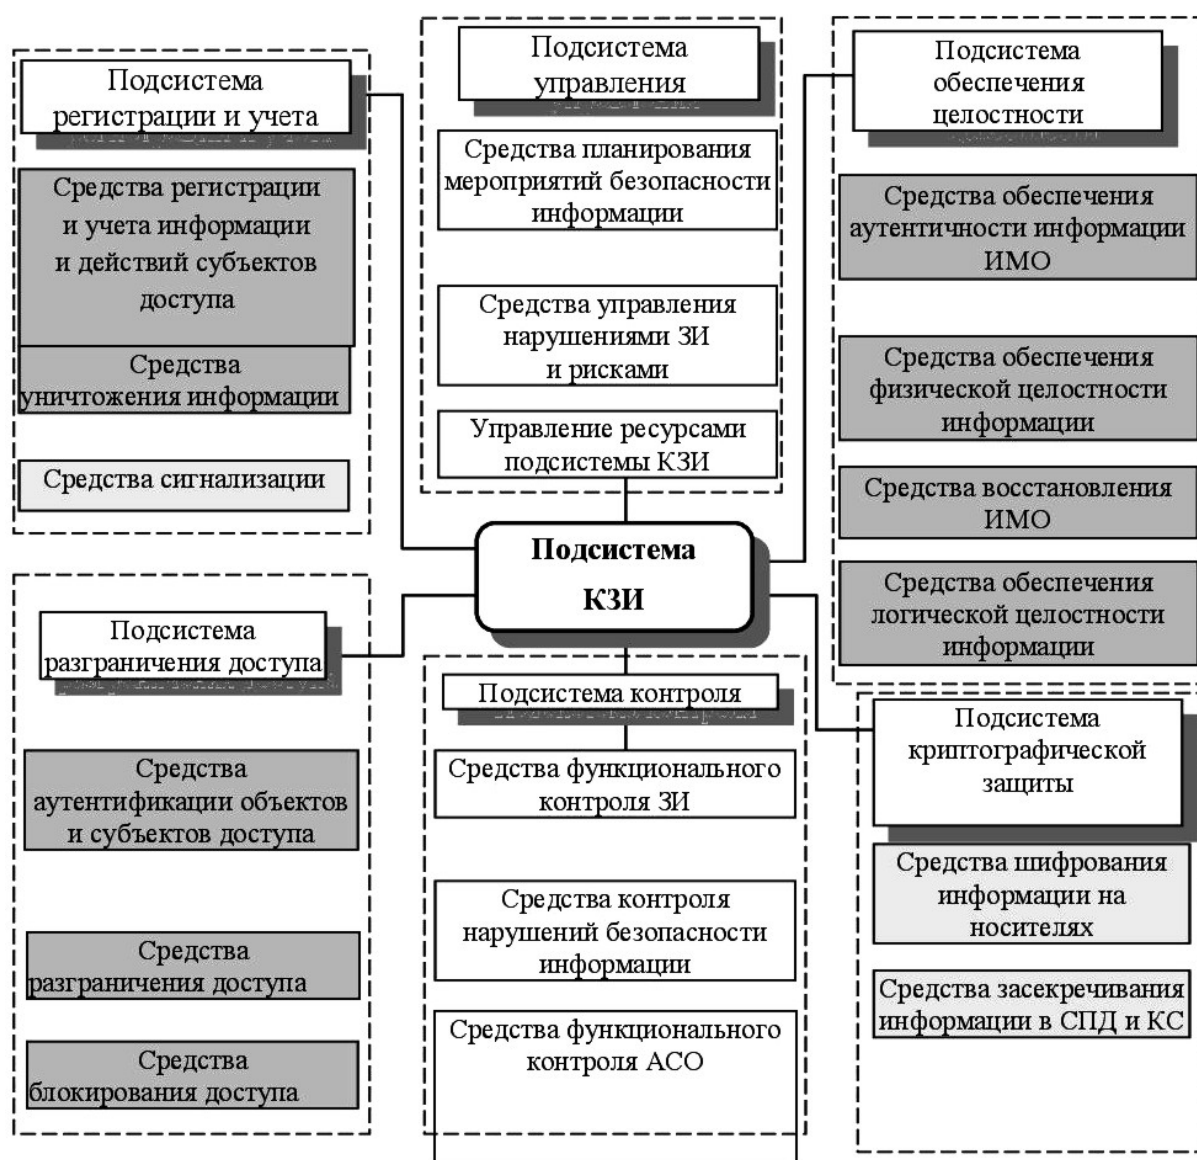 Подсистема
регистрации и учета
Средства регистрации
и учета информации
и действий субъектов
доступа
Средства
уничтожения информации
Средства сигнализации
Подсистема
управления
Средства планирования
мероприятий безопасности
информации
Средства управления
нарушениями ЗИ
и рисками
Управление ресурсами
подсистемы КЗИ
Подсистема
обеспечения
целостности
Средства обеспечения
аутентичности информации
ИМО
Средства обеспечения
физической целостности
информации
Средства восстановления
ИМО
Средства обеспечения
логической целостности
информации
Подсистема
КЗИ
Подсистема
разграничения доступа
Средства
аутентификации объектов
и субъектов доступа
Средства
разграничения доступа
Средства
блокирования доступа
Подсистема контроля
Средства функционального
контроля ЗИ
Средства контроля
нарушений безопасности
информации
Средства функционального
контроля АСО
Подсистема
криптографической
защиты
Средства шифрования
информации на
носителях
Средства засекречивания
информации в СПД и КС